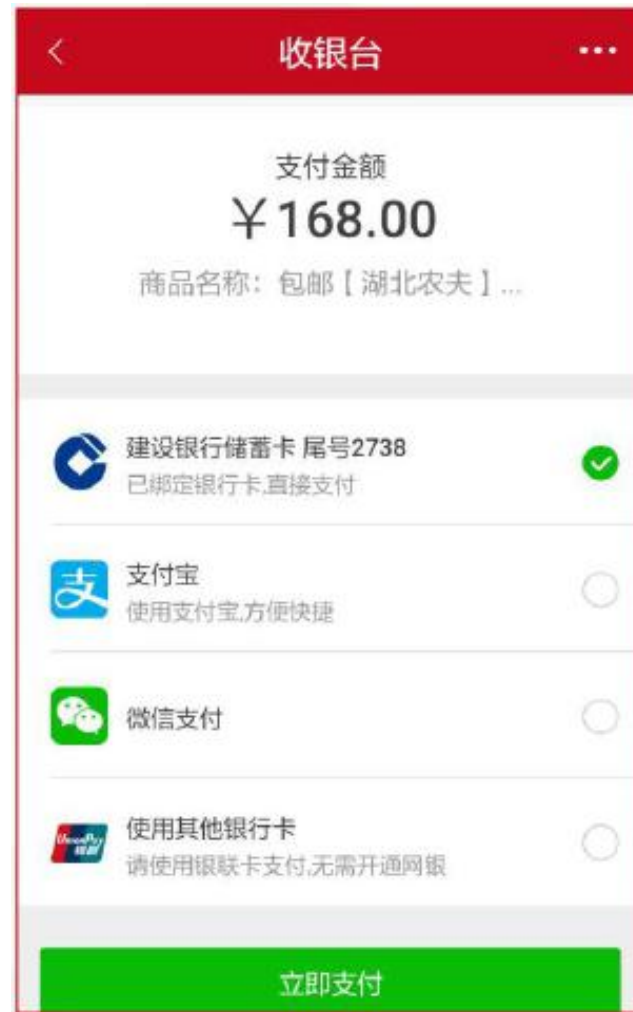 收银台
支付金额
￥168.00
商品名称：包邮【湖北农夫】...
建设银行储蓄卡 尾号2738
已绑定银行卡,直接支付
支
支付宝
使用支付宝,方便快捷
微信支付
UnionPay
银联
使用其他银行卡
请使用银联卡支付,无需开通网银
立即支付